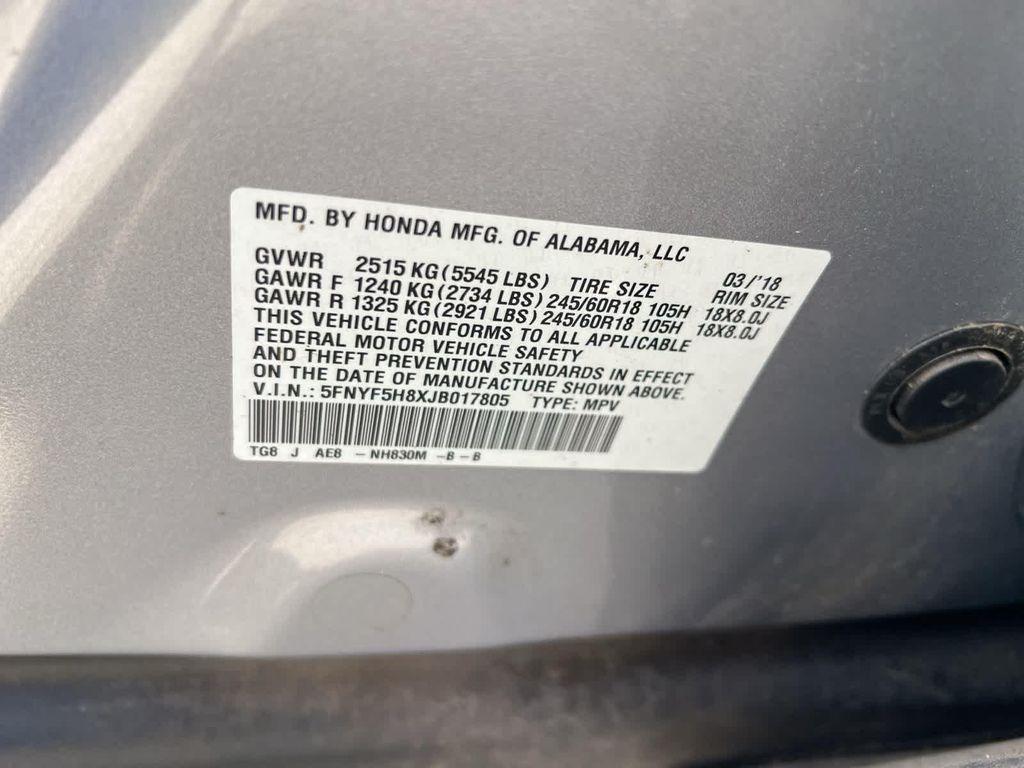 MFD. BY HONDA MFG. OF ALABAMA, LLC
03/'18
GVWR 2515 KG (5545 LBS) TIRE SIZE RIM SIZE
GAWR F 1240 KG (2734 LBS) 245/60R18 105H 18X8.0J
GAWR R 1325 KG (2921 LBS) 245/60R18 105H 18X8.0J
THIS VEHICLE CONFORMS TO ALL APPLICABLE
FEDERAL MOTOR VEHICLE SAFETY
AND THEFT PREVENTION STANDARDS IN EFFECT
ON THE DATE OF MANUFACTURE SHOWN ABOVE.
V.I.N.: 5FNYF5H8XJB017805 TYPE: MPV
TG8 J AE8 - NH830M -B-B